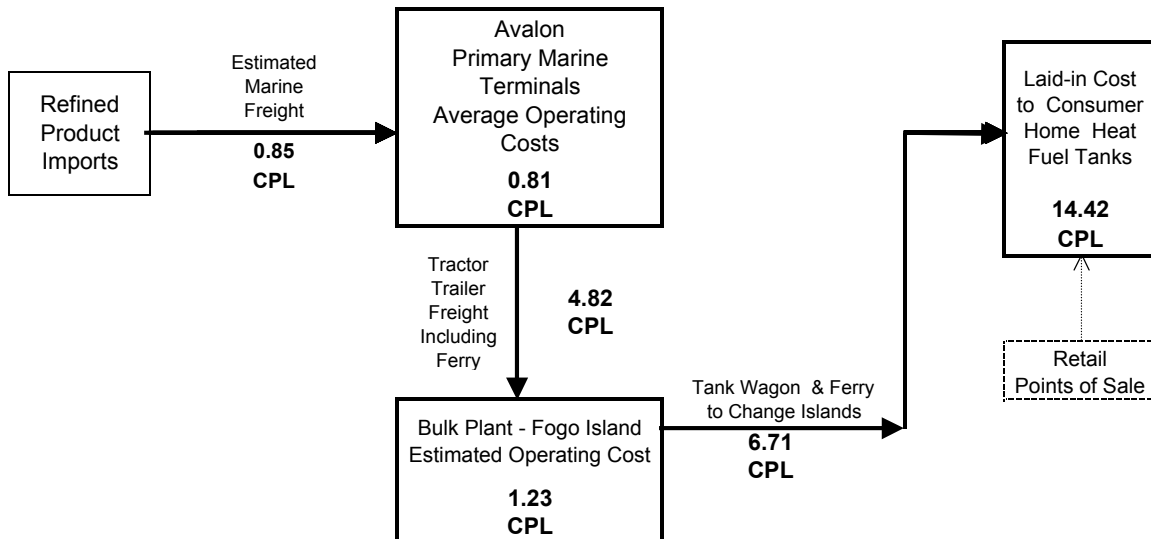 Refined
Product
Imports
Estimated
Marine
Freight
0.85
CPL
Avalon
Primary Marine
Terminals
Average Operating
Costs
0.81
CPL
Tractor
Trailer
Freight
Including
Ferry
4.82
CPL
Bulk Plant - Fogo Island
Estimated Operating Cost
1.23
CPL
Tank Wagon & Ferry
to Change Islands
6.71
CPL
Laid-in Cost
to Consumer
Home Heat
Fuel Tanks
14.42
CPL
Retail
Points of Sale